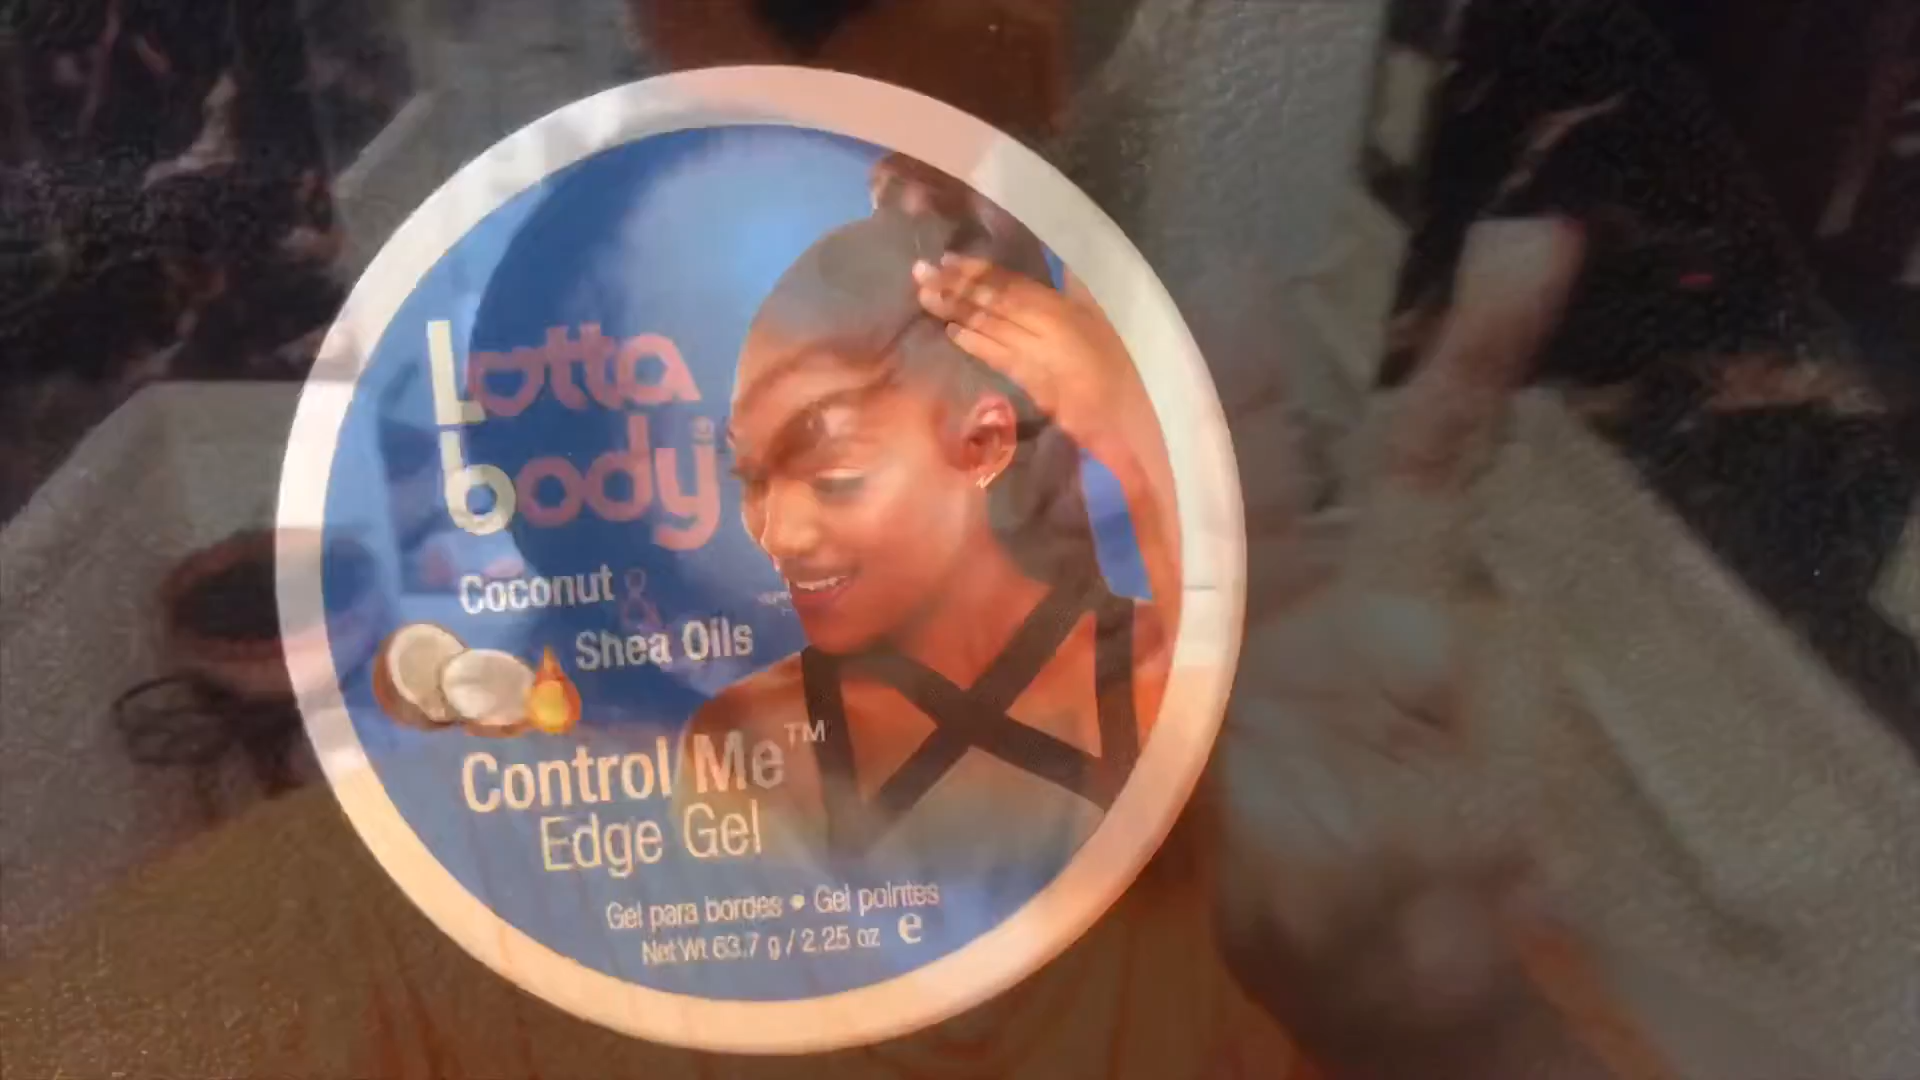 Lotta
body
Coconut &
Shea Oils
Control Me™
Edge Gel
Gel para bordes • Gel pointes
Net Wt 63.7 g / 2.25 oz e